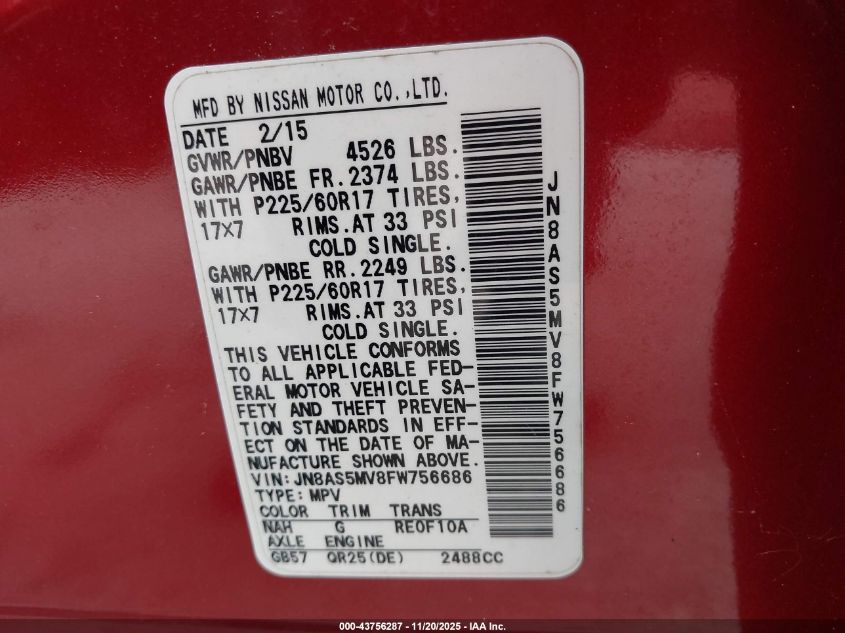 MFD BY NISSAN MOTOR CO.,LTD.
DATE 2/15
GVWR/PNBV 4526 LBS.
GAWR/PNBE FR.2374 LBS.
WITH P225/60R17 TIRES,
17x7 RIMS.AT 33 PSI
COLD SINGLE.
GAWR/PNBE RR.2249 LBS.
WITH P225/60R17 TIRES,
17x7 RIMS.AT 33 PSI
COLD SINGLE.
THIS VEHICLE CONFORMS
TO ALL APPLICABLE FED-
ERAL MOTOR VEHICLE SA-
FETY AND THEFT PREVEN-
TION STANDARDS IN EFF-
ECT ON THE DATE OF MA-
NUFACTURE SHOWN ABOVE.
VIN:JN8AS5MV8FW756686
TYPE:MPV
COLOR TRIM TRANS
NAH G RE0F10A
AXLE ENGINE
GB57 QR25(DE) 2488CC
JN8AS5MV8FW756686
000-43756287 - 11/20/2025 - IAA Inc.